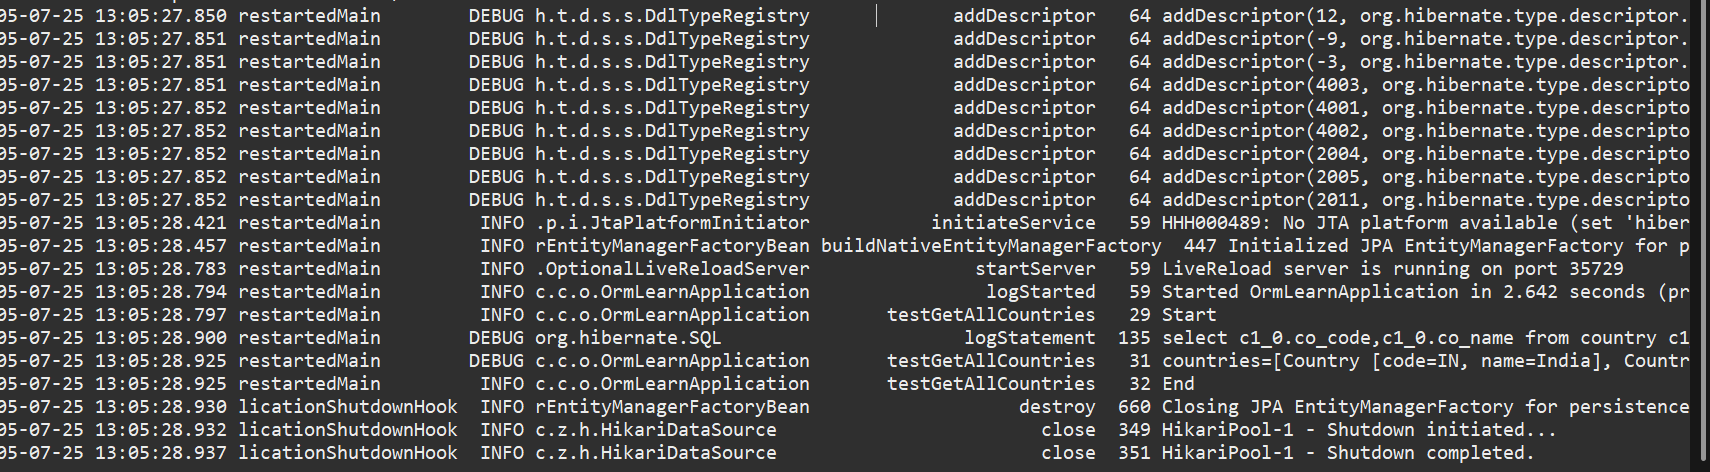 05-07-25 13:05:27.850 restartedMain DEBUG h.t.d.s.s.DdlTypeRegistry addDescriptor 64 addDescriptor(12, org.hibernate.type.descriptor.
05-07-25 13:05:27.851 restartedMain DEBUG h.t.d.s.s.DdlTypeRegistry addDescriptor 64 addDescriptor(-9, org.hibernate.type.descriptor.
05-07-25 13:05:27.851 restartedMain DEBUG h.t.d.s.s.DdlTypeRegistry addDescriptor 64 addDescriptor(-3, org.hibernate.type.descriptor.
05-07-25 13:05:27.851 restartedMain DEBUG h.t.d.s.s.DdlTypeRegistry addDescriptor 64 addDescriptor(4003, org.hibernate.type.descripto
05-07-25 13:05:27.852 restartedMain DEBUG h.t.d.s.s.DdlTypeRegistry addDescriptor 64 addDescriptor(4001, org.hibernate.type.descripto
05-07-25 13:05:27.852 restartedMain DEBUG h.t.d.s.s.DdlTypeRegistry addDescriptor 64 addDescriptor(4002, org.hibernate.type.descripto
05-07-25 13:05:27.852 restartedMain DEBUG h.t.d.s.s.DdlTypeRegistry addDescriptor 64 addDescriptor(2004, org.hibernate.type.descripto
05-07-25 13:05:27.852 restartedMain DEBUG h.t.d.s.s.DdlTypeRegistry addDescriptor 64 addDescriptor(2005, org.hibernate.type.descripto
05-07-25 13:05:27.852 restartedMain DEBUG h.t.d.s.s.DdlTypeRegistry addDescriptor 64 addDescriptor(2011, org.hibernate.type.descripto
05-07-25 13:05:28.421 restartedMain INFO .p.i.JtaPlatformInitiator initiateService 59 HHH000489: No JTA platform available (set 'hiber
05-07-25 13:05:28.457 restartedMain INFO rEntityManagerFactoryBean buildNativeEntityManagerFactory 447 Initialized JPA EntityManagerFactory for p
05-07-25 13:05:28.783 restartedMain INFO .OptionalLiveReloadServer startServer 59 LiveReload server is running on port 35729
05-07-25 13:05:28.794 restartedMain INFO c.c.o.OrmLearnApplication logStarted 59 Started OrmLearnApplication in 2.642 seconds (pr
05-07-25 13:05:28.797 restartedMain INFO c.c.o.OrmLearnApplication testGetAllCountries 29 Start
05-07-25 13:05:28.900 restartedMain DEBUG org.hibernate.SQL logStatement 135 select c1_0.co_code,c1_0.co_name from country c1
05-07-25 13:05:28.925 restartedMain DEBUG c.c.o.OrmLearnApplication testGetAllCountries 31 countries=[Country [code=IN, name=India], Countr
05-07-25 13:05:28.925 restartedMain INFO c.c.o.OrmLearnApplication testGetAllCountries 32 End
05-07-25 13:05:28.930 licationShutdownHook INFO rEntityManagerFactoryBean destroy 660 Closing JPA EntityManagerFactory for persistence
05-07-25 13:05:28.932 licationShutdownHook INFO c.z.h.HikariDataSource close 349 HikariPool-1 - Shutdown initiated...
05-07-25 13:05:28.937 licationShutdownHook INFO c.z.h.HikariDataSource close 351 HikariPool-1 - Shutdown completed.